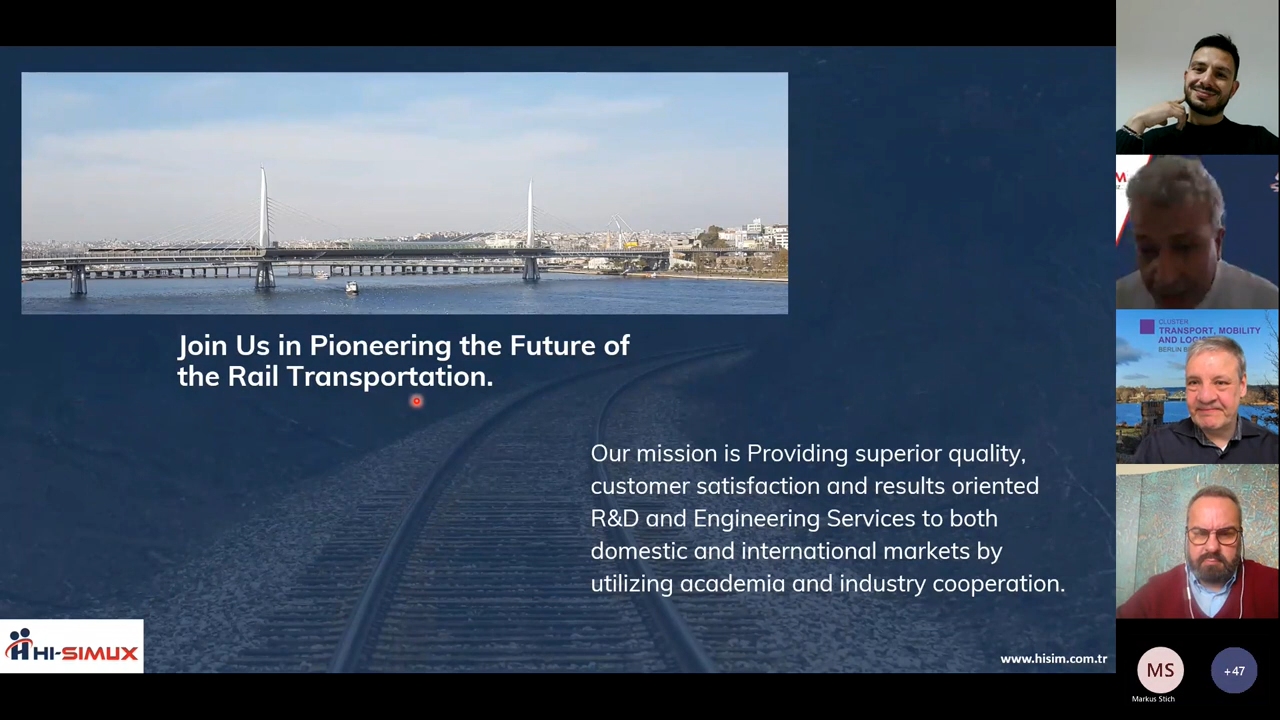 Join Us in Pioneering the Future of
the Rail Transportation.
Our mission is Providing superior quality,
customer satisfaction and results oriented
R&D and Engineering Services to both
domestic and international markets by
utilizing academia and industry cooperation.
HI-SIMUX
www.hisim.com.tr
CLUSTER
TRANSPORT, MOBILITY
MS
+47
Markus Stich